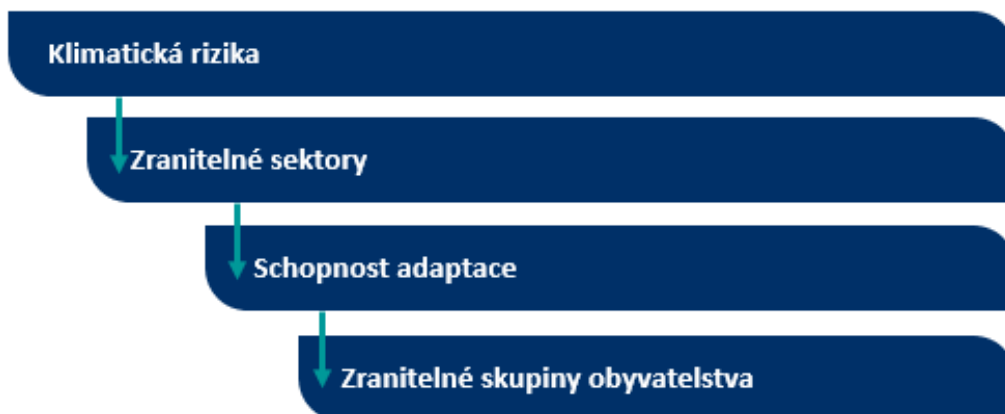 Klimatická rizika
Zranitelné sektory
Schopnost adaptace
Zranitelné skupiny obyvatelstva